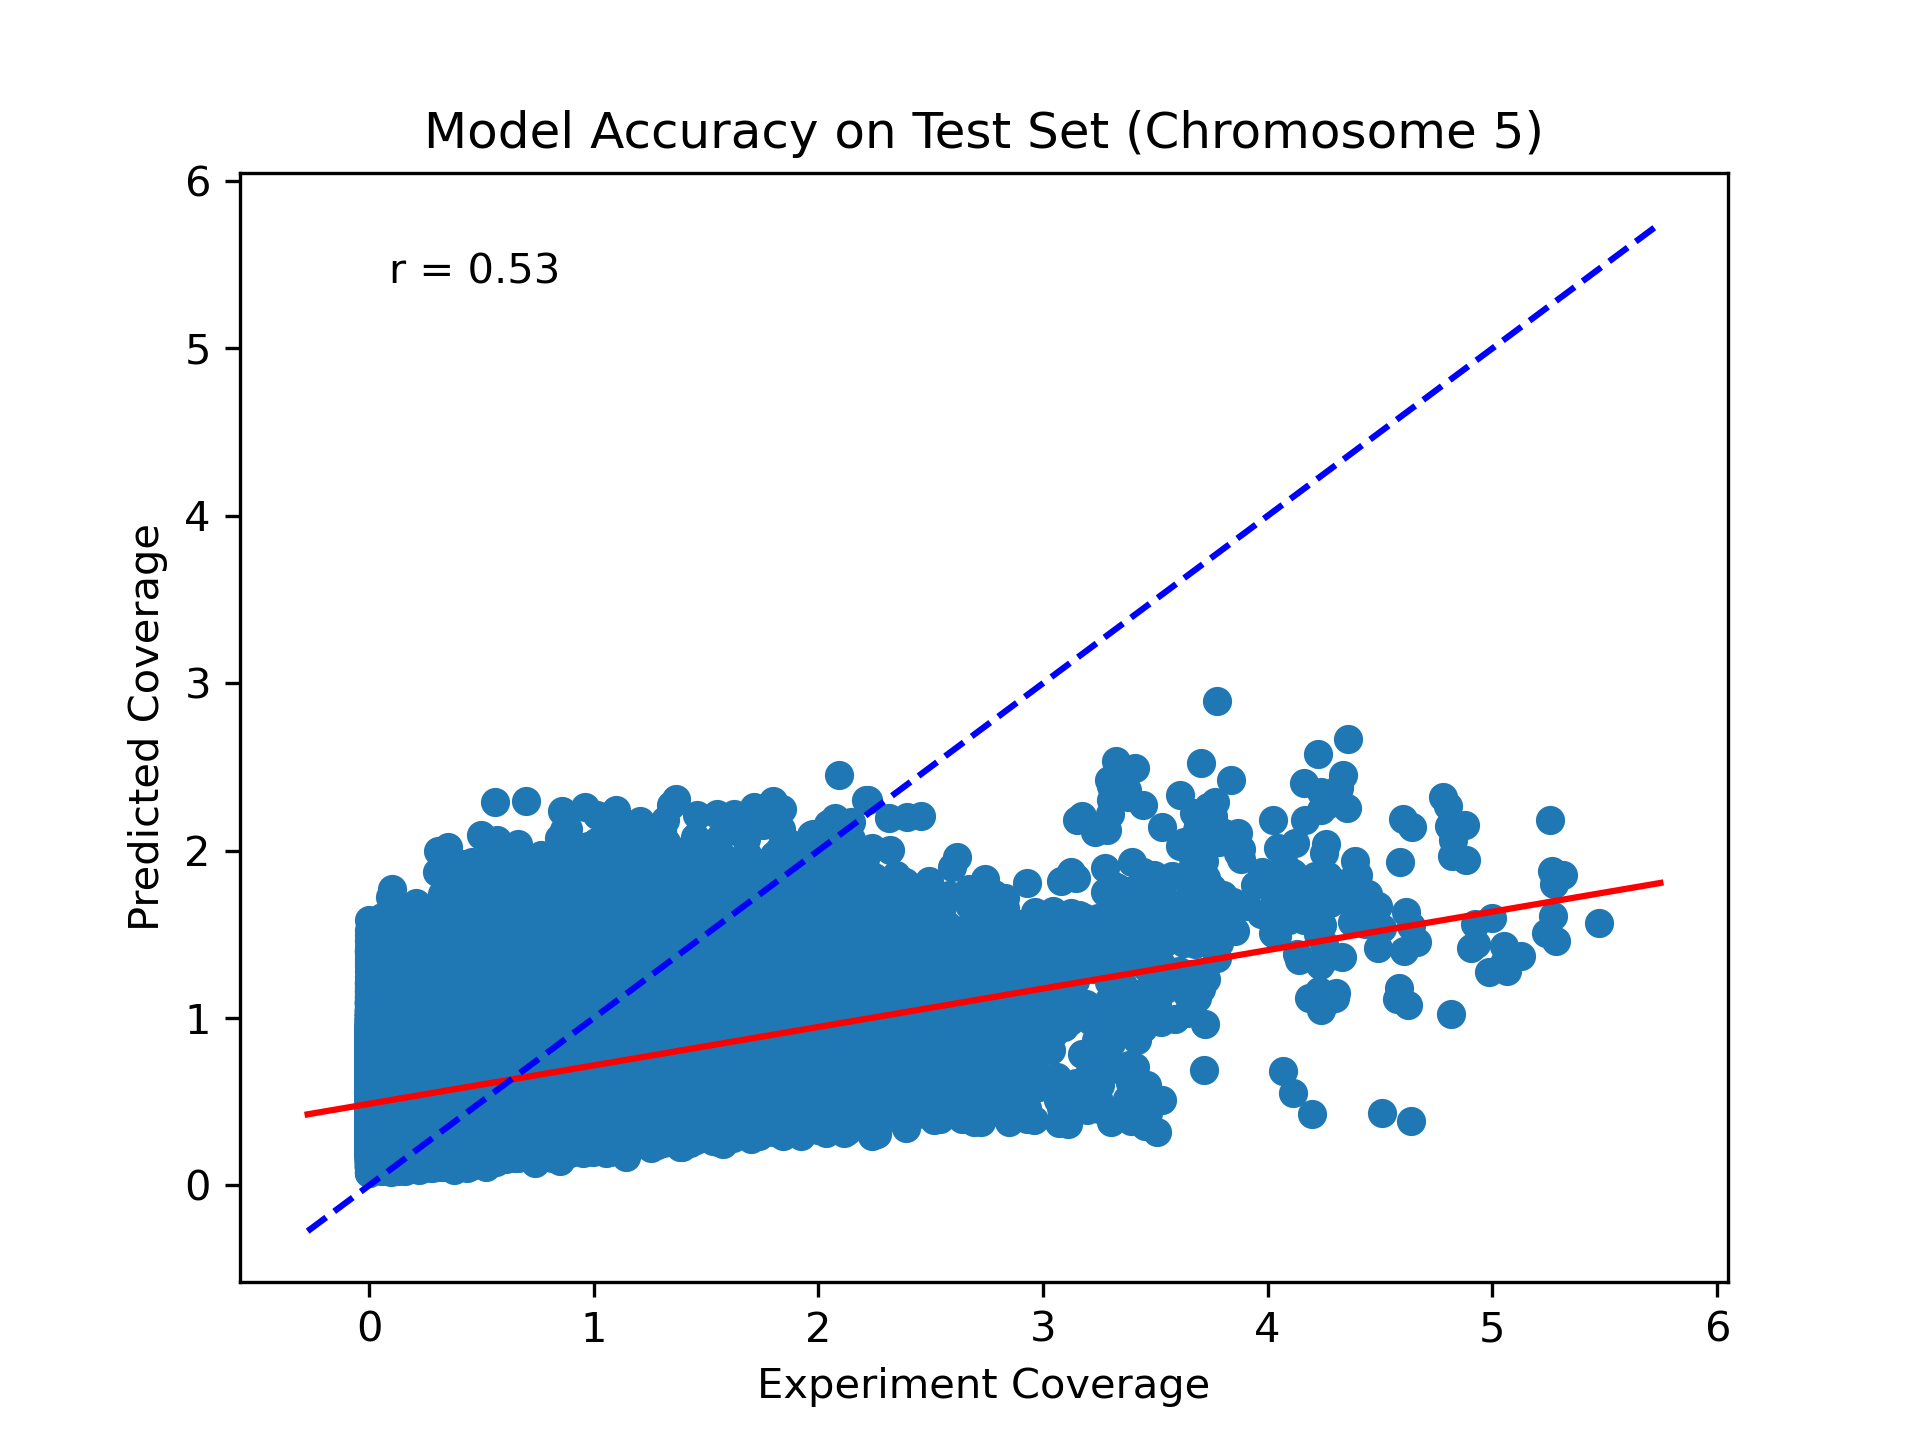 Model Accuracy on Test Set (Chromosome 5)
6
r = 0.53
5
4
3
2
1
0
Predicted Coverage
0 1 2 3 4 5 6
Experiment Coverage